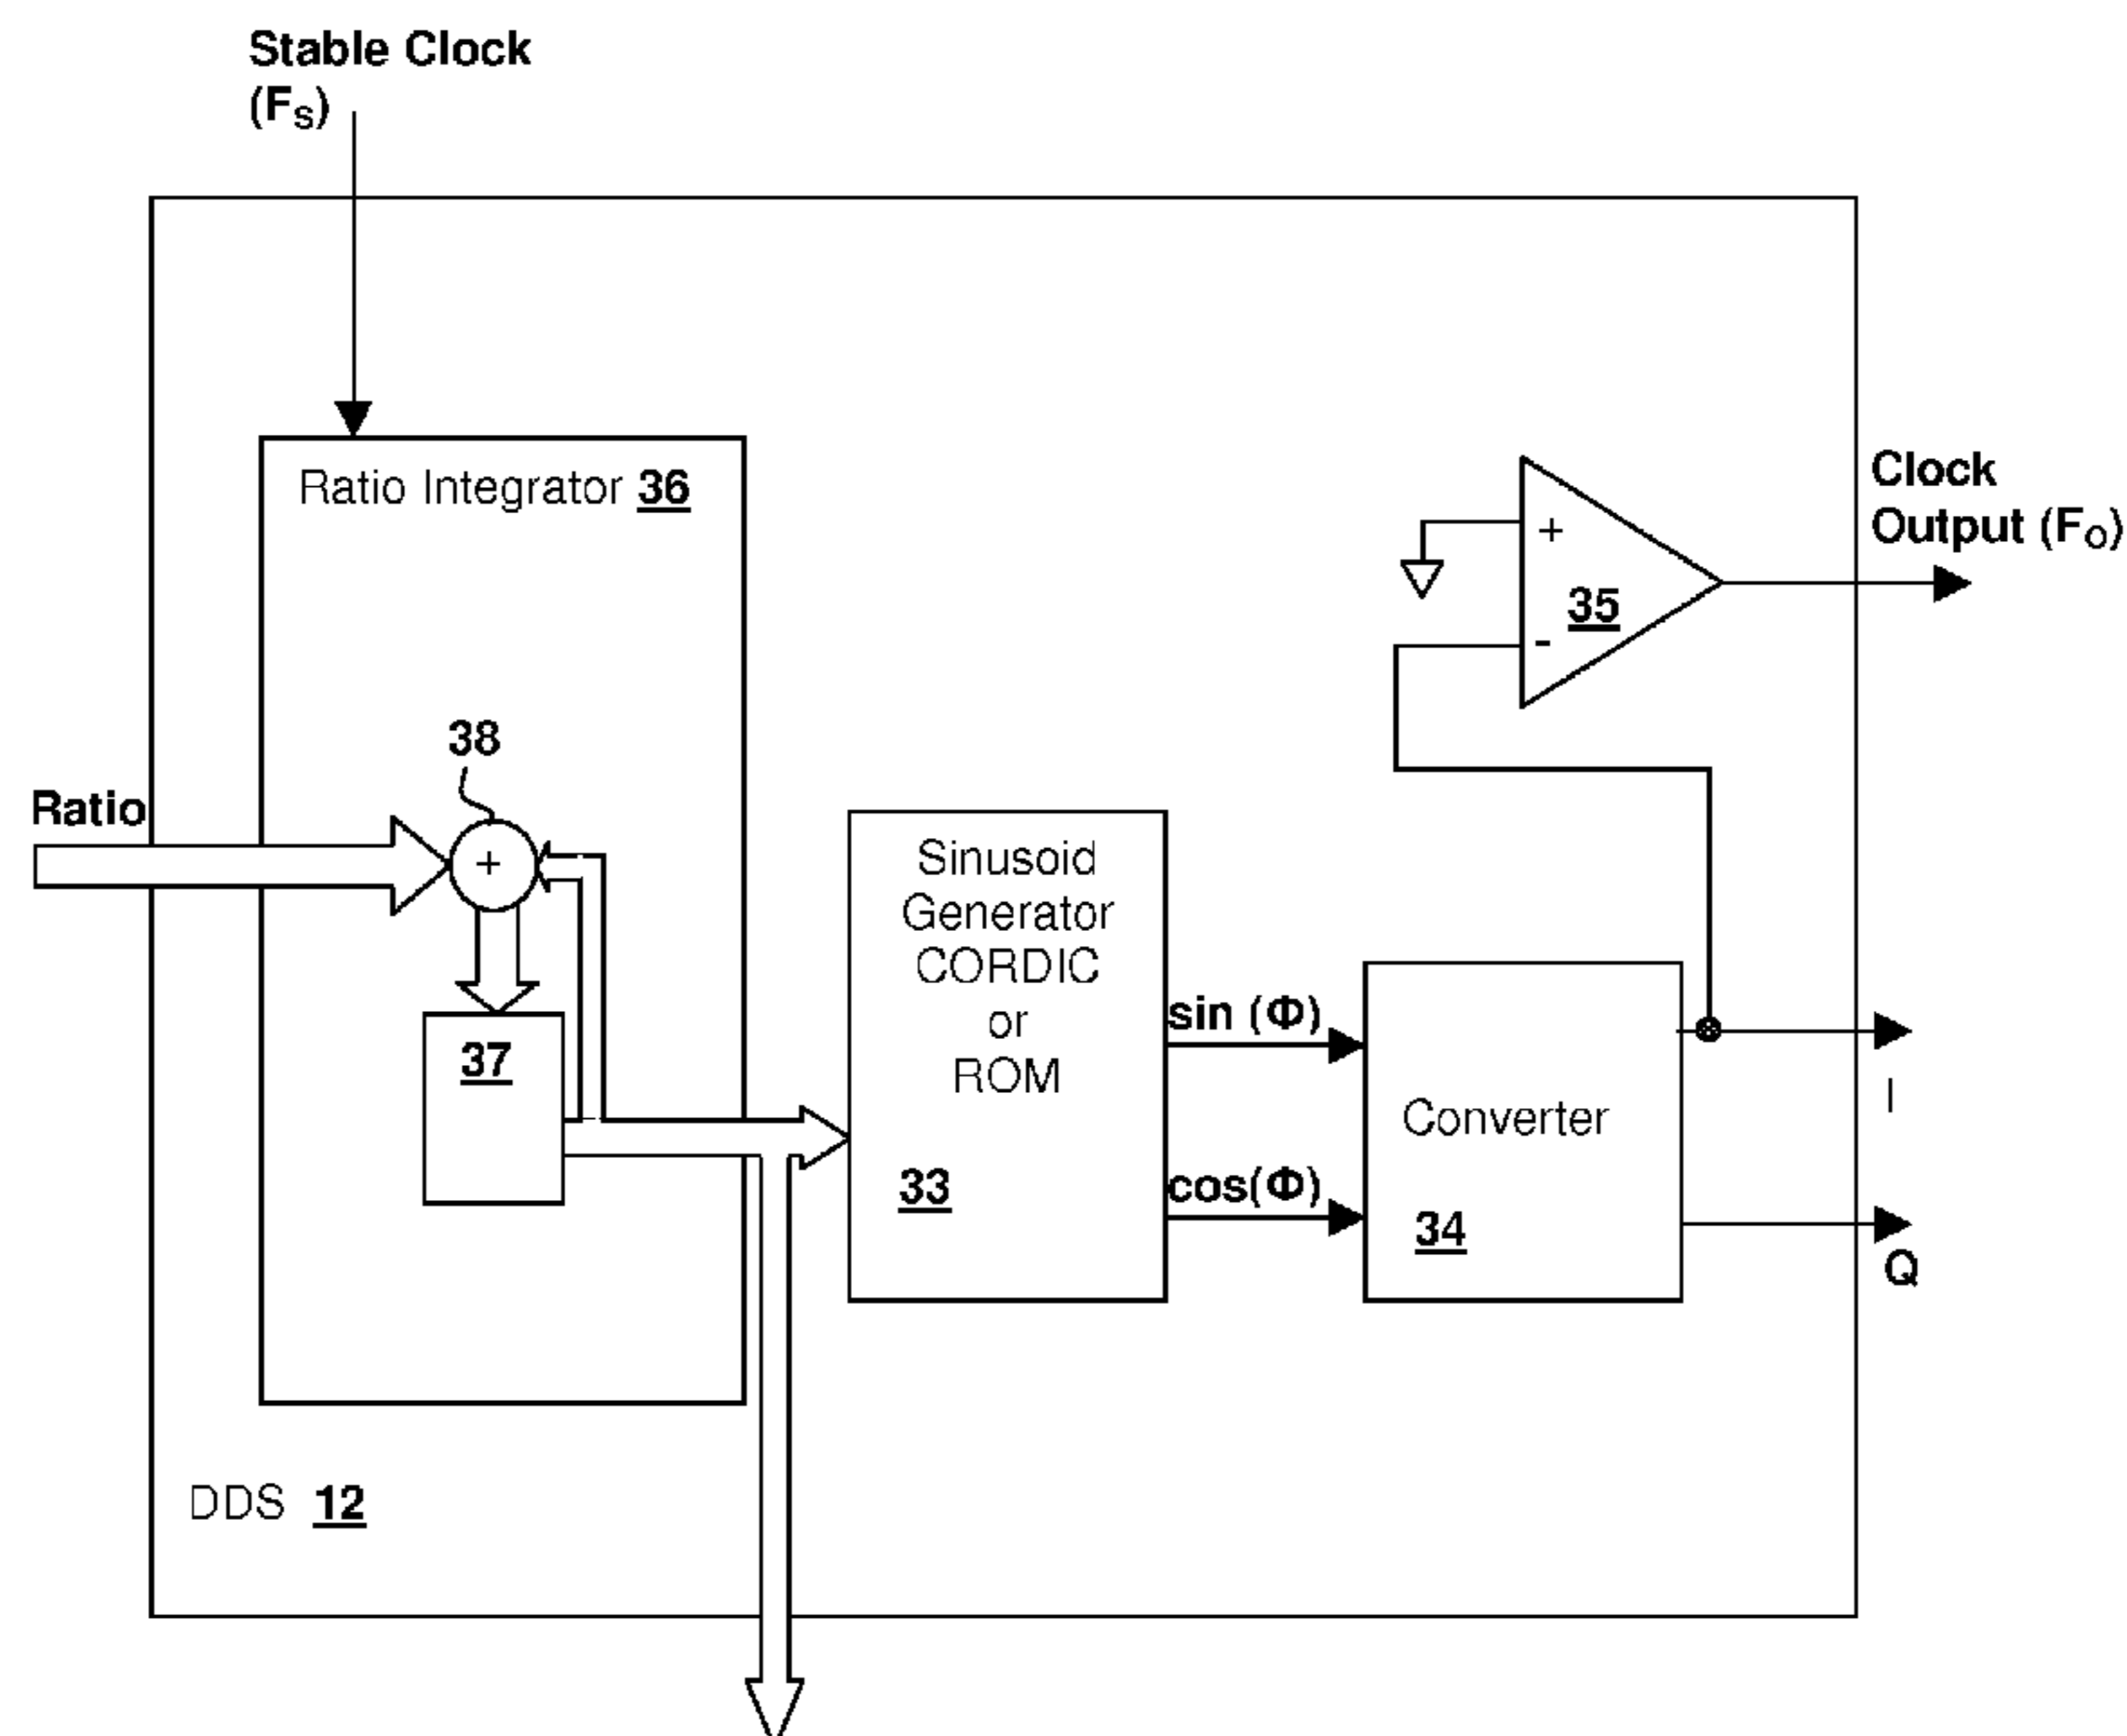 Stable Clock
(Fs)
Ratio Integrator 36
Clock
Output (Fo)
+
35
-
38
Ratio
+
Sinusoid
Generator
CORDIC
or
ROM
33
37
sin (Φ)
cos(Φ)
Converter
34
I
Q
DDS 12